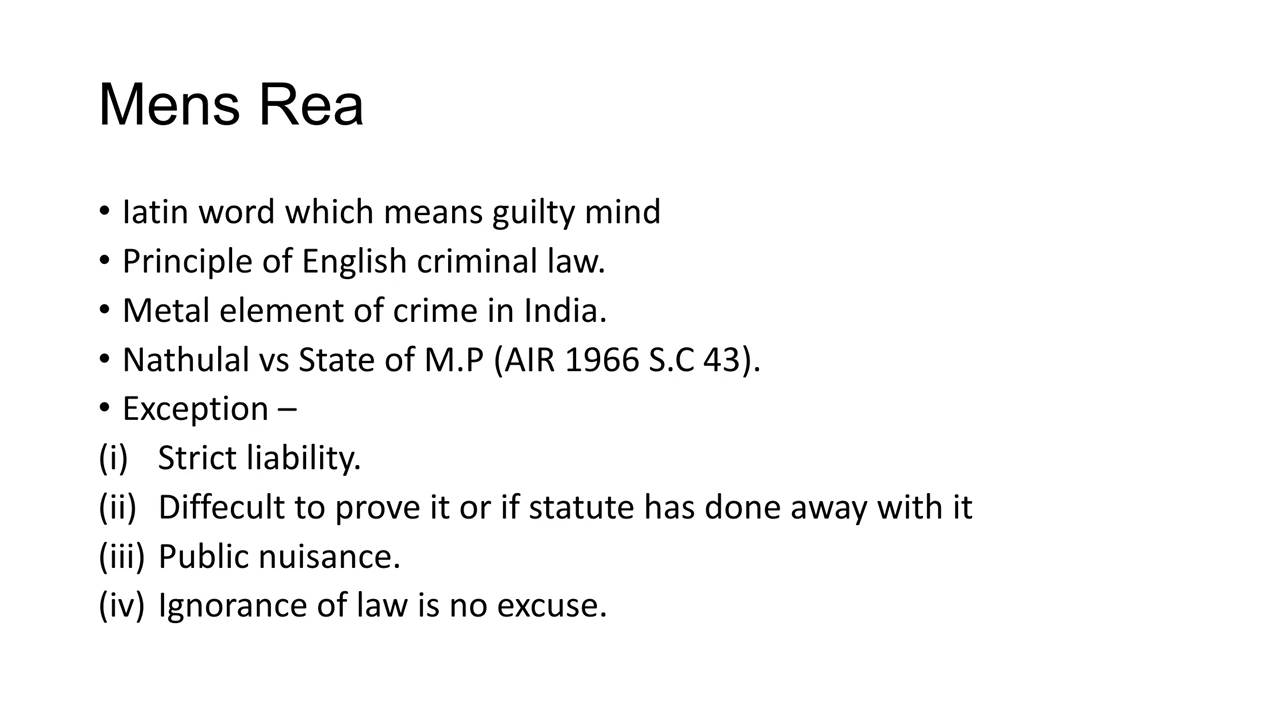 Mens Rea
• latin word which means guilty mind
• Principle of English criminal law.
• Metal element of crime in India.
• Nathulal vs State of M.P (AIR 1966 S.C 43).
• Exception –
(i) Strict liability.
(ii) Diffecult to prove it or if statute has done away with it
(iii) Public nuisance.
(iv) Ignorance of law is no excuse.